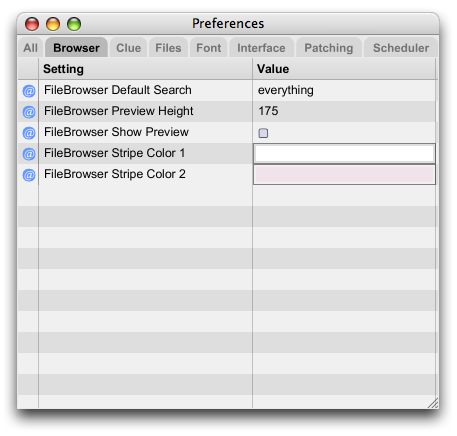 Preferences
All Browser Clue Files Font Interface Patching Scheduler
Setting Value
@ FileBrowser Default Search everything
@ FileBrowser Preview Height 175
@ FileBrowser Show Preview
@ FileBrowser Stripe Color 1
@ FileBrowser Stripe Color 2